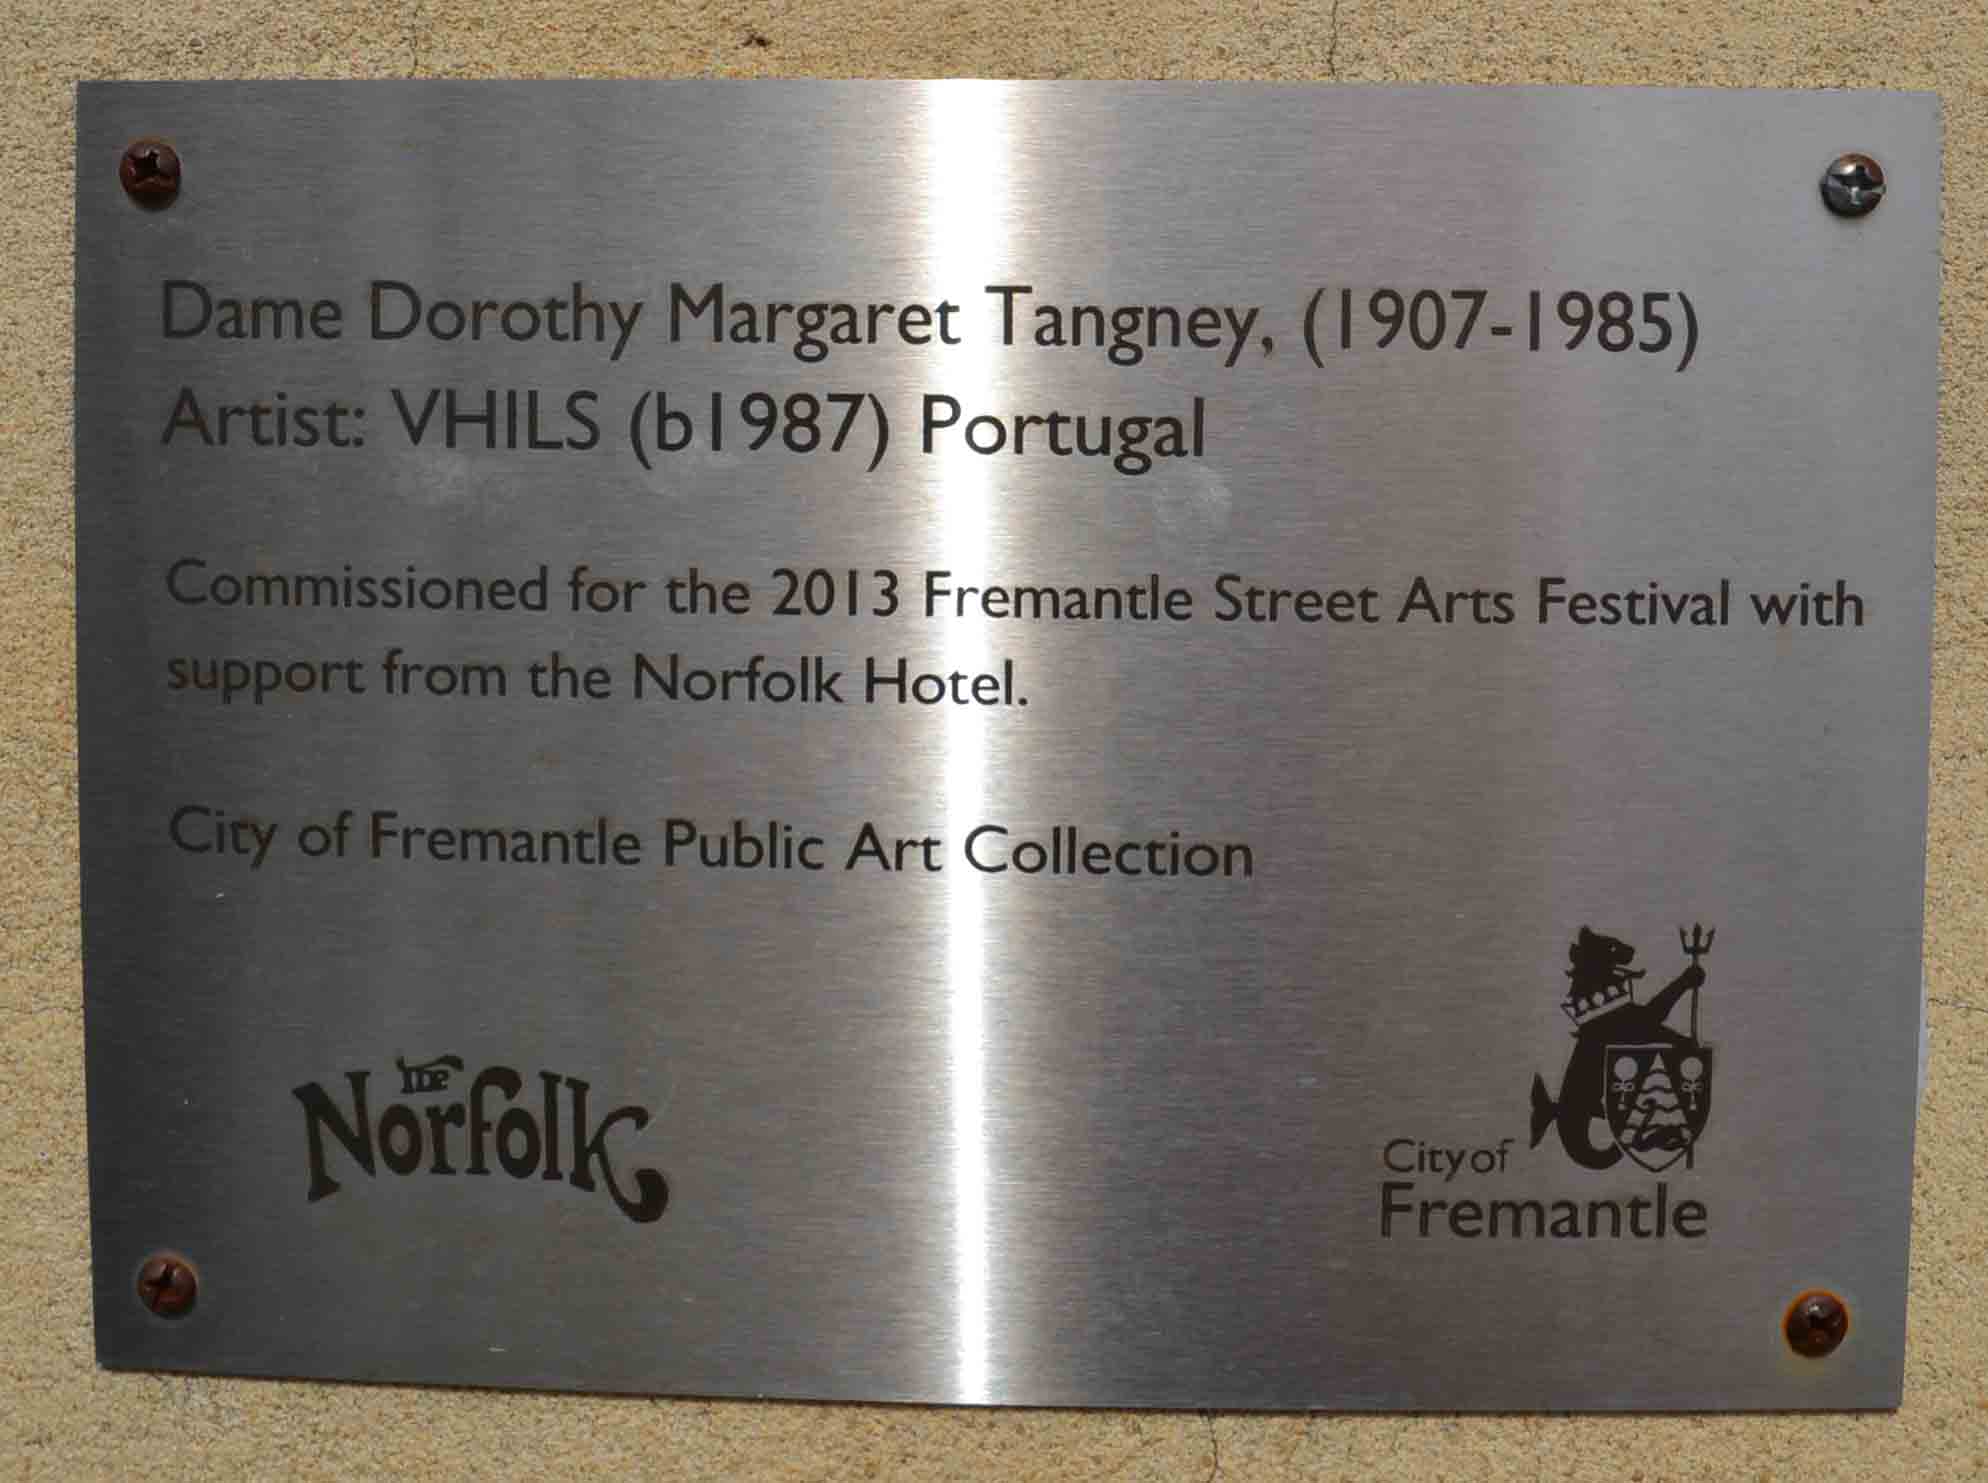 Dame Dorothy Margaret Tangney, (1907-1985)
Artist: VHILS (b1987) Portugal
Commissioned for the 2013 Fremantle Street Arts Festival with
support from the Norfolk Hotel.
City of Fremantle Public Art Collection
The
Norfolk
City of
Fremantle